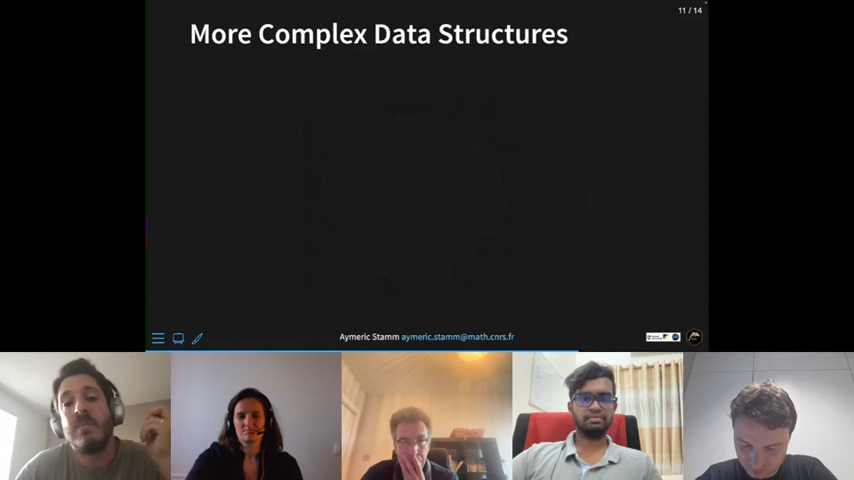 11 / 14
More Complex Data Structures
Aymeric Stamm aymeric.stamm@math.cnrs.fr